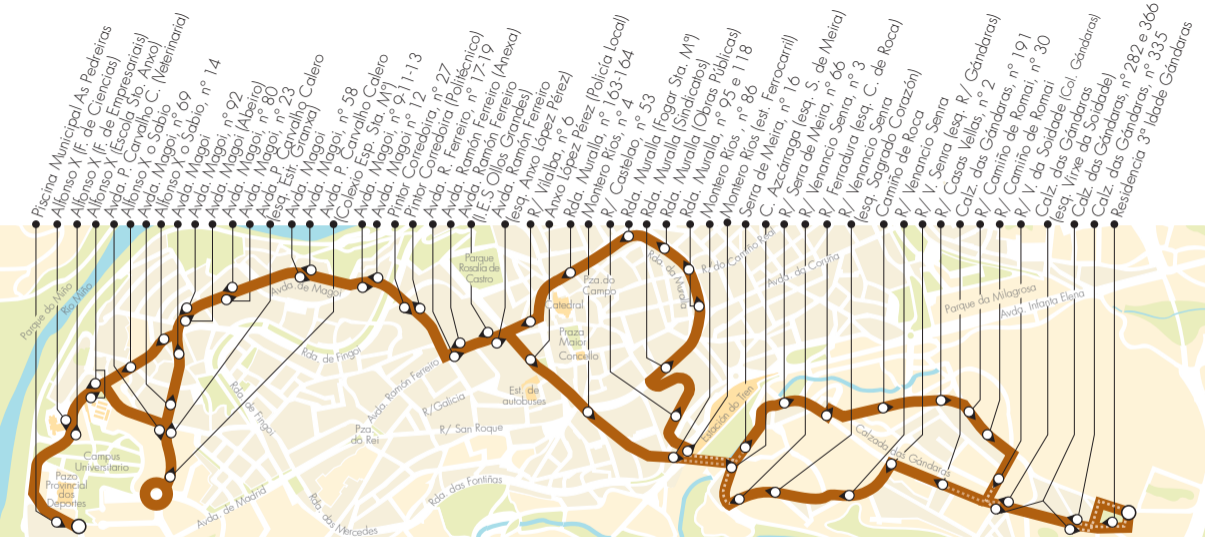 Piscina Municipal As Pedreiras
Alfonso X (F. de Ciencias)
Alfonso X (F. de Empresariais)
Alfonso X (Escola Sto. Anxo)
Avda. P. Carvalho C. (Veterinaria)
Alfonso X o Sabio
Avda. Magoi, nº 69
Alfonso X o Sabio, nº 14
Avda. Magoi, nº 92
Avda. Magoi, nº 80
Avda. Magoi (Abeiro)
Avda. Magoi, nº 23
Avda. P. Carvalho Calero
(esq. Estr. Granxa)
Avda. Magoi, nº 58
Avda. P. Carvalho Calero
(Colexio Esp. Sta. Mª)
Avda. Magoi, nº 9-11-13
Avda. Magoi, nº 12
Pintor Corredoira, nº 27
Pintor Corredoira (Politécnico)
Avda. R. Ferreiro, nº 17-19
Avda. Ramón Ferreiro (Anexa)
Avda. Ramón Ferreiro
(I.E.S. Ollos Grandes)
Avda. Ramón Ferreiro
(esq. Anxo López Pérez)
R/ Vilalba, nº 6
Anxo López Pérez (Policía Local)
Rda. Muralla, nº 163-164
Montero Ríos, nº 4
R/ Castelao, nº 53
Rda. Muralla (Fogar Sta. Mª)
Rda. Muralla (Sindicatos)
Rda. Muralla (Obras Públicas)
Rda. Muralla, nº 95 e 118
Montero Ríos, nº 86
Montero Ríos (est. Ferrocarril)
Serra de Meira, nº 16
C. Azcarraga (esq. S. de Meira)
R/ Serra de Meira, nº 66
R/ Venancio Senra, nº 3
R/ Ferradura (esq. C. de Roca)
R/ Venancio Senra
(esq. Sagrado Corazón)
Camiño de Roca
R/ Venancio Senra
R/ V. Senra (esq. R/ Gándaras)
R/ Casas Vellas, nº 2
Calz. das Gándaras, nº 191
R/ Camiño de Romai, nº 30
R/ Camiño de Romai
R/ V. da Soidade (Col. Gándaras)
Calz. das Gándaras
(esq. Virxe da Soidade)
Calz. das Gándaras, nº 282 e 366
Calz. das Gándaras, nº 335
Residencia 3ª Idade Gándaras
Parque do Miño
Río Miño
Avda. de Magoi
Parque
Rosalía de
Castro
Catedral
Pza. do
Campo
Praza
Maior
Concello
Rda. da Muralla
R. do Camiño Real
Avda. da Coruña
Parque da Milagrosa
Avda. Infanta Elena
Rda. de Fingoi
Rda. de Fingoi
Avda. Ramón Ferreiro
Est. de
autobuses
R/Galicia
R/ San Roque
Pza.
do Rei
Estación do Tren
Calzada das Gándaras
Campus
Universitario
Pazo
Provincial
dos
Deportes
Avda. de Madrid
Rda. das Mercedes
Rda. das Fontiñas